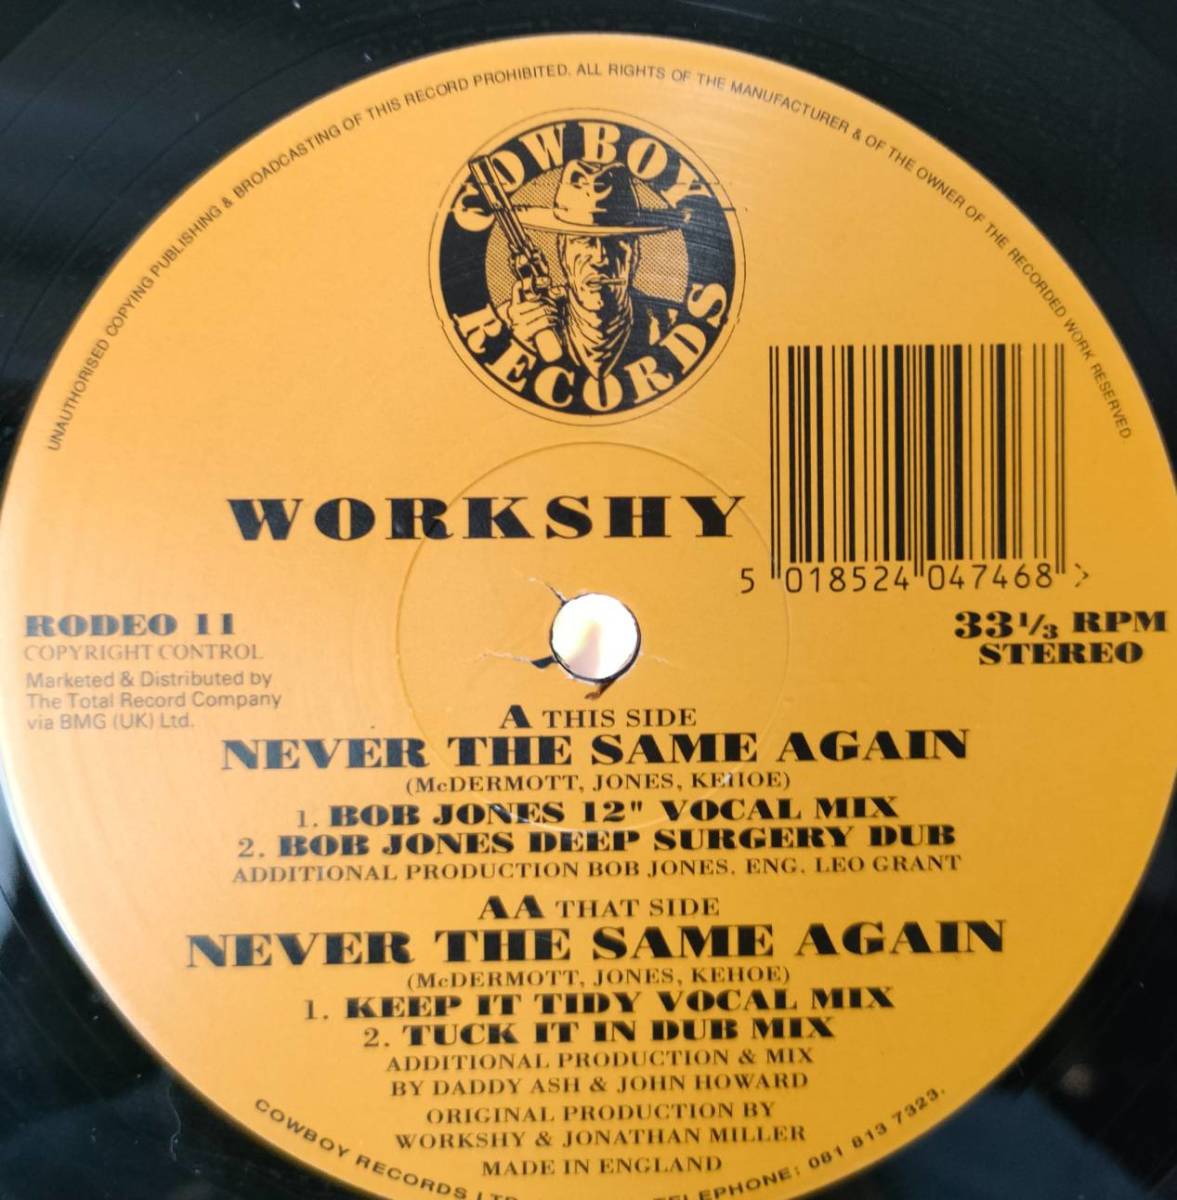 UNAUTHORISED COPYING PUBLISHING & BROADCASTING OF THIS RECORD PROHIBITED. ALL RIGHTS OF THE MANUFACTURER & OF THE OWNER OF THE RECORDED WORK RESERVED.
COWBOY
RECORDS
WORKSHY
5 018524 047468 >
RODEO 11
COPYRIGHT CONTROL
Marketed & Distributed by
The Total Record Company
via BMG (UK) Ltd.
33 1/3 RPM
STEREO
A THIS SIDE
NEVER THE SAME AGAIN
(McDERMOTT, JONES, KEHOE)
1. BOB JONES 12" VOCAL MIX
2. BOB JONES DEEP SURGERY DUB
ADDITIONAL PRODUCTION BOB JONES. ENG. LEO GRANT
AA THAT SIDE
NEVER THE SAME AGAIN
(McDERMOTT, JONES, KEHOE)
1. KEEP IT TIDY VOCAL MIX
2. TUCK IT IN DUB MIX
ADDITIONAL PRODUCTION & MIX
BY DADDY ASH & JOHN HOWARD
ORIGINAL PRODUCTION BY
WORKSHY & JONATHAN MILLER
MADE IN ENGLAND
COWBOY RECORDS LTD TELEPHONE: 081 813 7323.